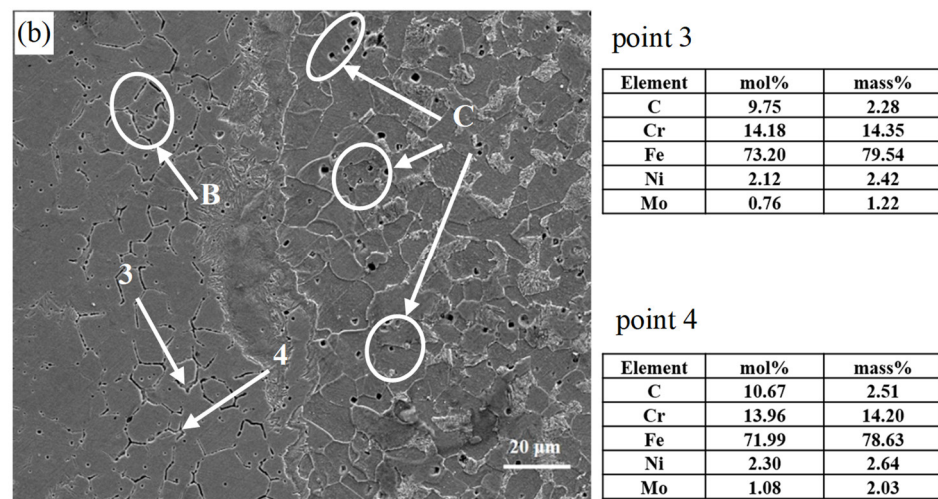 (b)
C
B
3
4
20 µm
point 3
Element mol% mass%
C 9.75 2.28
Cr 14.18 14.35
Fe 73.20 79.54
Ni 2.12 2.42
Mo 0.76 1.22
point 4
Element mol% mass%
C 10.67 2.51
Cr 13.96 14.20
Fe 71.99 78.63
Ni 2.30 2.64
Mo 1.08 2.03